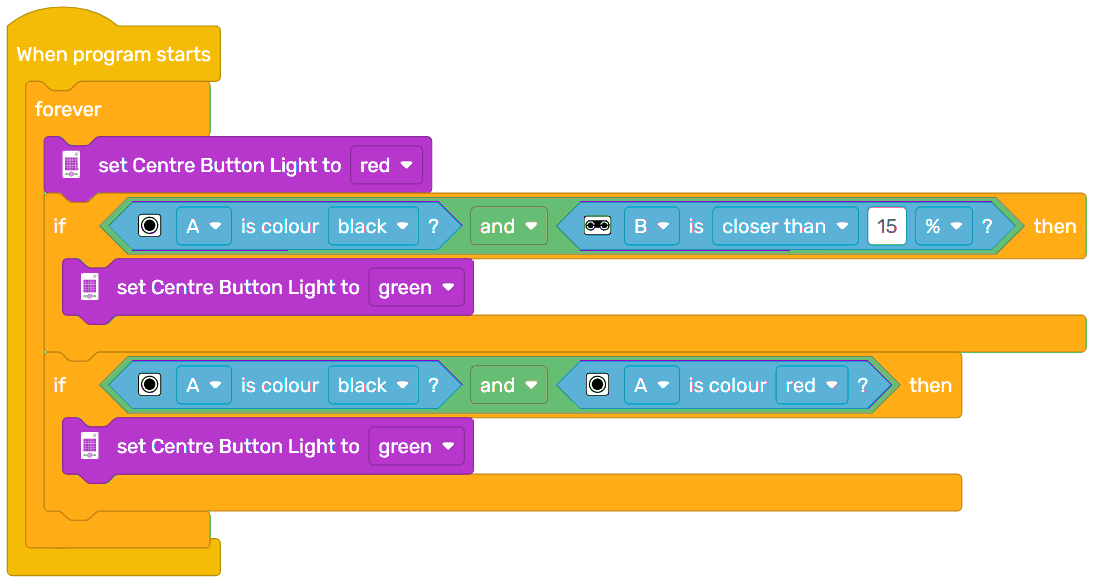 When program starts
forever
set Centre Button Light to red
if A is colour black ? and B is closer than 15 % ? then
set Centre Button Light to green
if A is colour black ? and A is colour red ? then
set Centre Button Light to green